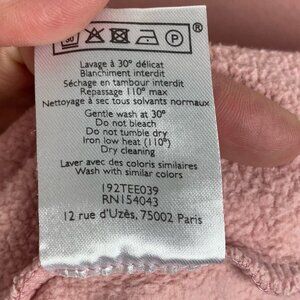 30 P ®
Lavage à 30° délicat
Blanchiment interdit
Séchage en tambour interdit
Repassage 110° max
Nettoyage à sec tous solvants normaux
Gentle wash at 30°
Do not bleach
Do not tumble dry
Iron low heat (110°)
Dry cleaning
Laver avec des coloris similaires
Wash with similar colors
192TEE039
RN154043
12 rue d'Uzès, 75002 Paris